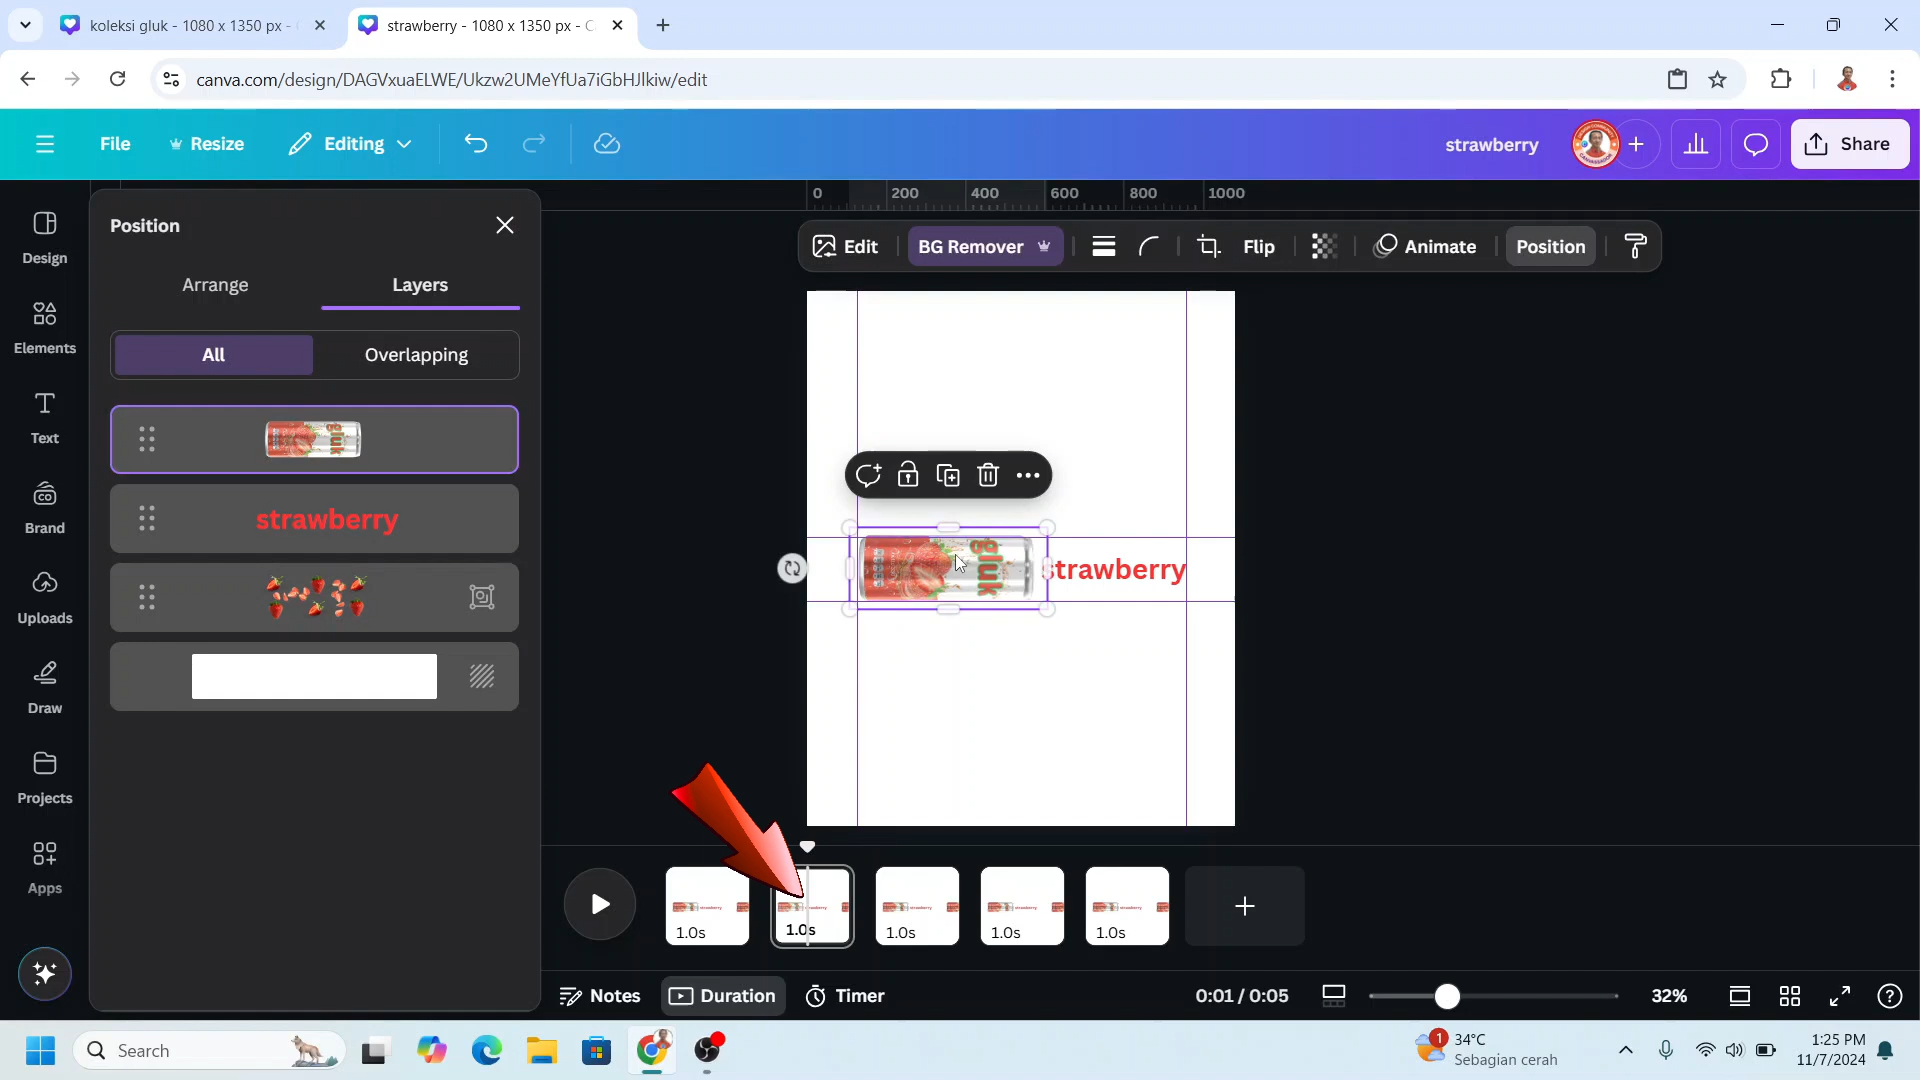 koleksi gluk - 1080 x 1350 px -
strawberry - 1080 x 1350 px - C
canva.com/design/DAGVxuaELWE/Ukzw2UMeYfUa7iGbHJlkiw/edit
File
Resize
Editing
strawberry
Share
Design
Elements
Text
Brand
Uploads
Draw
Projects
Apps
Position
Arrange
Layers
All
Overlapping
gluk
strawberry
0 200 400 600 800 1000
Edit
BG Remover
Flip
Animate
Position
gluk
strawberry
1.0s
1.0s
1.0s
1.0s
1.0s
Notes
Duration
Timer
0:01 / 0:05
32%
Search
1
34°C
Sebagian cerah
1:25 PM
11/7/2024